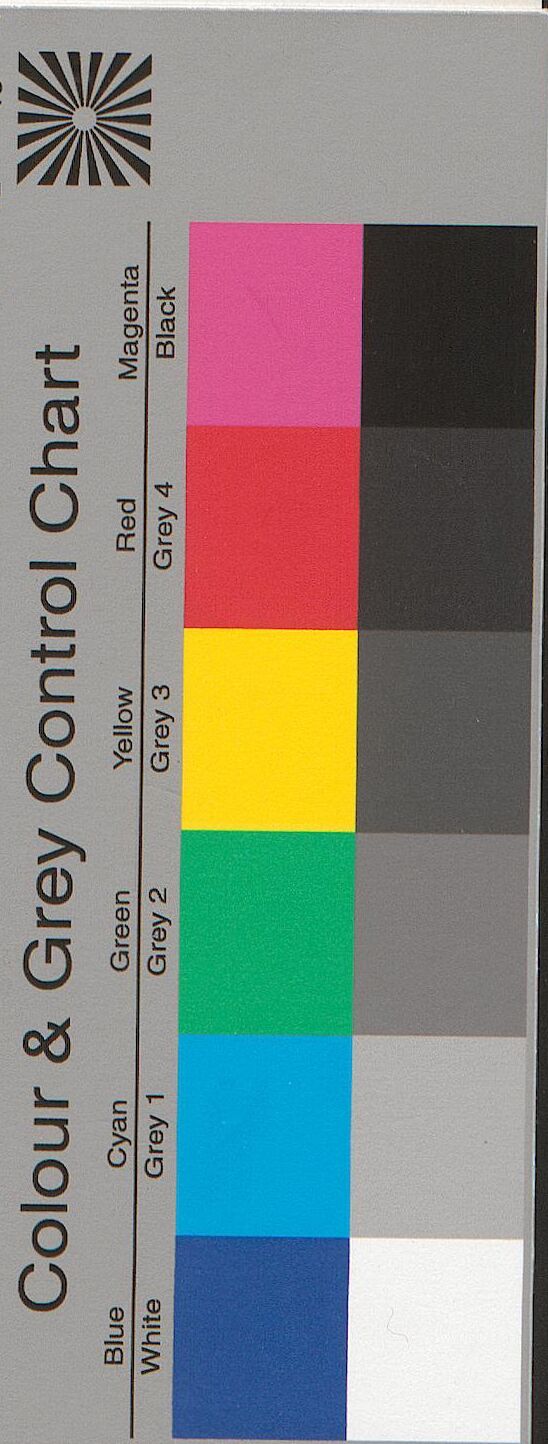 Colour & Grey Control Chart
Blue Cyan Green Yellow Red Magenta
White Grey 1 Grey 2 Grey 3 Grey 4 Black